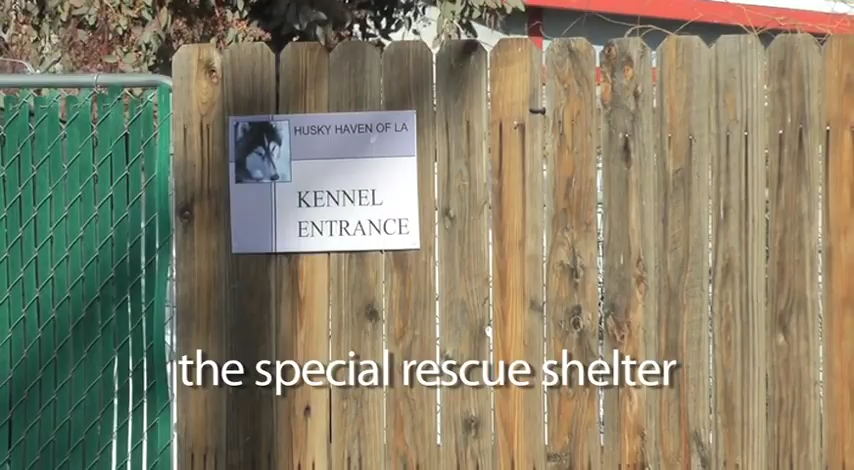 HUSKY HAVEN OF LA
KENNEL
ENTRANCE
the special rescue shelter